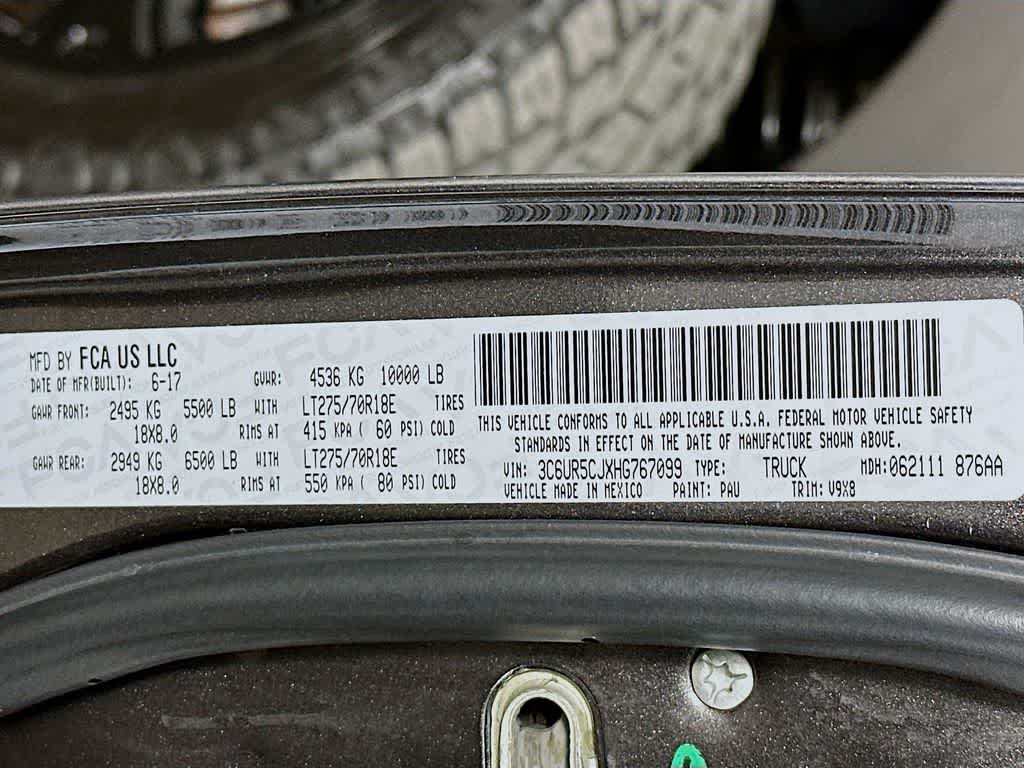 MFD BY FCA US LLC
DATE OF MFR(BUILT): 6-17 GVWR: 4536 KG 10000 LB
GAWR FRONT: 2495 KG 5500 LB WITH LT275/70R18E TIRES
18X8.0 RIMS AT 415 KPA ( 60 PSI) COLD
GAWR REAR: 2949 KG 6500 LB WITH LT275/70R18E TIRES
18X8.0 RIMS AT 550 KPA ( 80 PSI) COLD
THIS VEHICLE CONFORMS TO ALL APPLICABLE U.S.A. FEDERAL MOTOR VEHICLE SAFETY
STANDARDS IN EFFECT ON THE DATE OF MANUFACTURE SHOWN ABOVE.
VIN: 3C6UR5CJXHG767099 TYPE: TRUCK MDH:062111 876AA
VEHICLE MADE IN MEXICO PAINT: PAU TRIM: V9X8